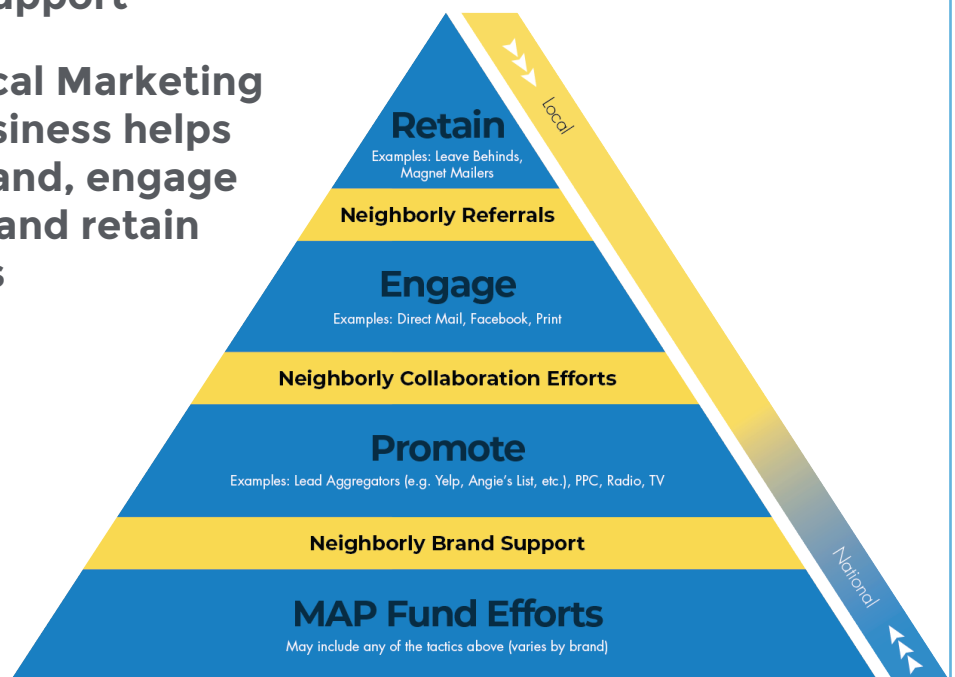 upport
cal Marketing
siness helps
and, engage
and retain
s
Retain
Examples: Leave Behinds,
Magnet Mailers
Neighborly Referrals
Engage
Examples: Direct Mail, Facebook, Print
Neighborly Collaboration Efforts
Promote
Examples: Lead Aggregators (e.g. Yelp, Angie's List, etc.), PPC, Radio, TV
Neighborly Brand Support
MAP Fund Efforts
May include any of the tactics above (varies by brand)
Local
National